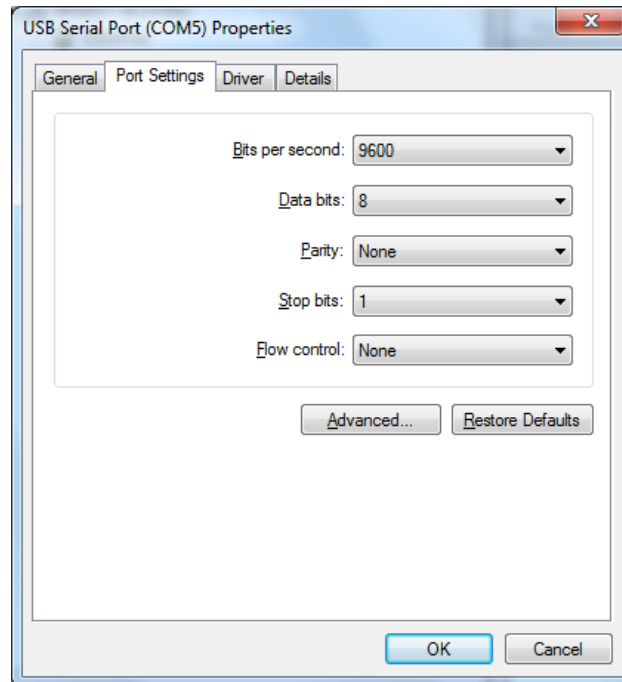 USB Serial Port (COM5) Properties
X
General Port Settings Driver Details
Bits per second: 9600
Data bits: 8
Parity: None
Stop bits: 1
Flow control: None
Advanced... Restore Defaults
OK Cancel